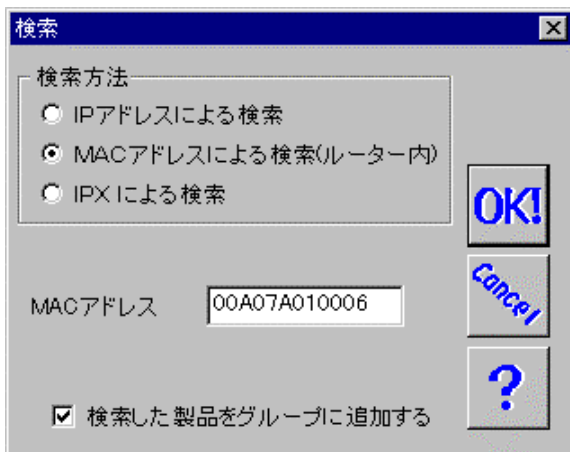 検索
検索方法
IPアドレスによる検索
MACアドレスによる検索(ルーター内)
IPX による検索
OK!
MACアドレス
00A07A010006
Cancel
?
検索した製品をグループに追加する